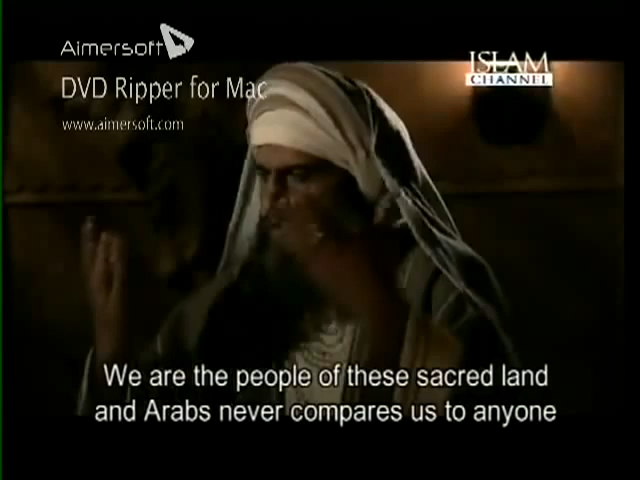 Aimersoft
DVD Ripper for Mac
www.aimersoft.com
ISLAM
CHANNEL
We are the people of these sacred land
and Arabs never compares us to anyone